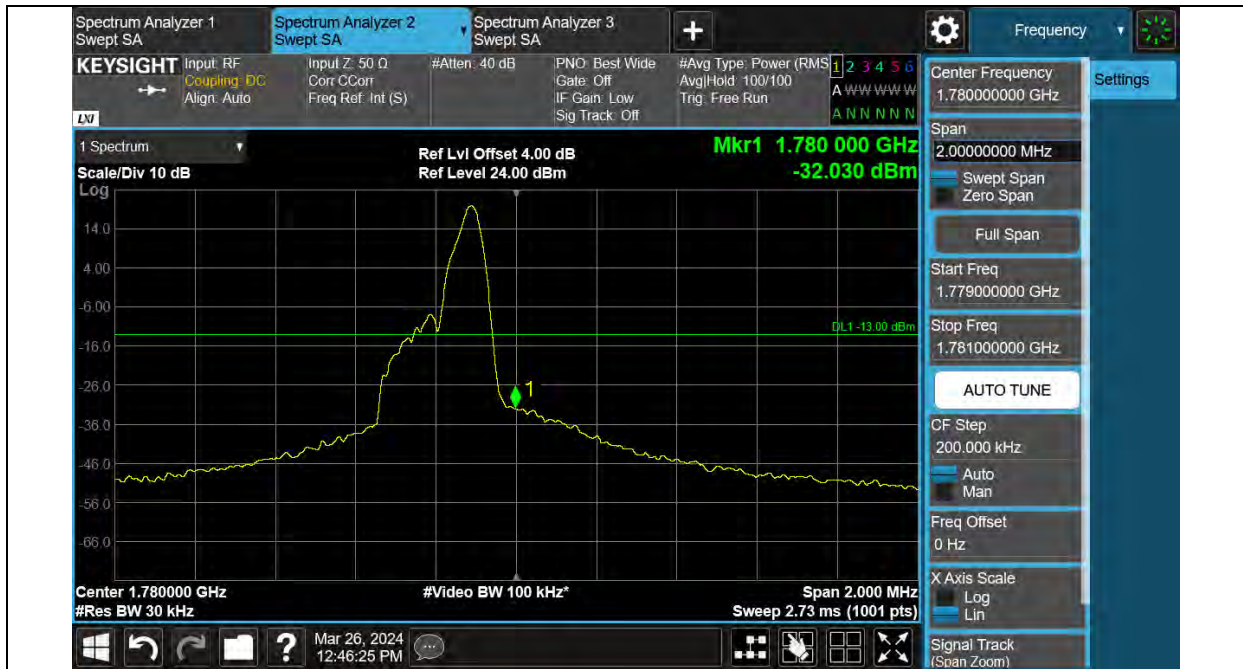 Spectrum Analyzer 1
Swept SA
Spectrum Analyzer 2
Swept SA
Spectrum Analyzer 3
Swept SA
Frequency
KEYSIGHT
LXI
Input: RF
Coupling: DC
Align: Auto
Input Z: 50 Ω
Corr CCorr
Freq Ref: Int (S)
#Atten: 40 dB
PNO: Best Wide
Gate: Off
IF Gain: Low
Sig Track: Off
#Avg Type: Power (RMS
Avg|Hold: 100/100
Trig: Free Run
1 2 3 4 5 6
A W W W W W
A N N N N N
1 Spectrum
Scale/Div 10 dB
Ref Lvl Offset 4.00 dB
Ref Level 24.00 dBm
Mkr1 1.780 000 GHz
-32.030 dBm
Log
14.0
4.00
-6.00
DL1 -13.00 dBm
-16.0
-26.0
1
-36.0
-46.0
-56.0
-66.0
Center 1.780000 GHz
#Video BW 100 kHz*
Span 2.000 MHz
#Res BW 30 kHz
Sweep 2.73 ms (1001 pts)
Mar 26, 2024
12:46:25 PM
Center Frequency
1.780000000 GHz
Settings
Span
2.00000000 MHz
Swept Span
Zero Span
Full Span
Start Freq
1.779000000 GHz
Stop Freq
1.781000000 GHz
AUTO TUNE
CF Step
200.000 kHz
Auto
Man
Freq Offset
0 Hz
X Axis Scale
Log
Lin
Signal Track
(Span Zoom)